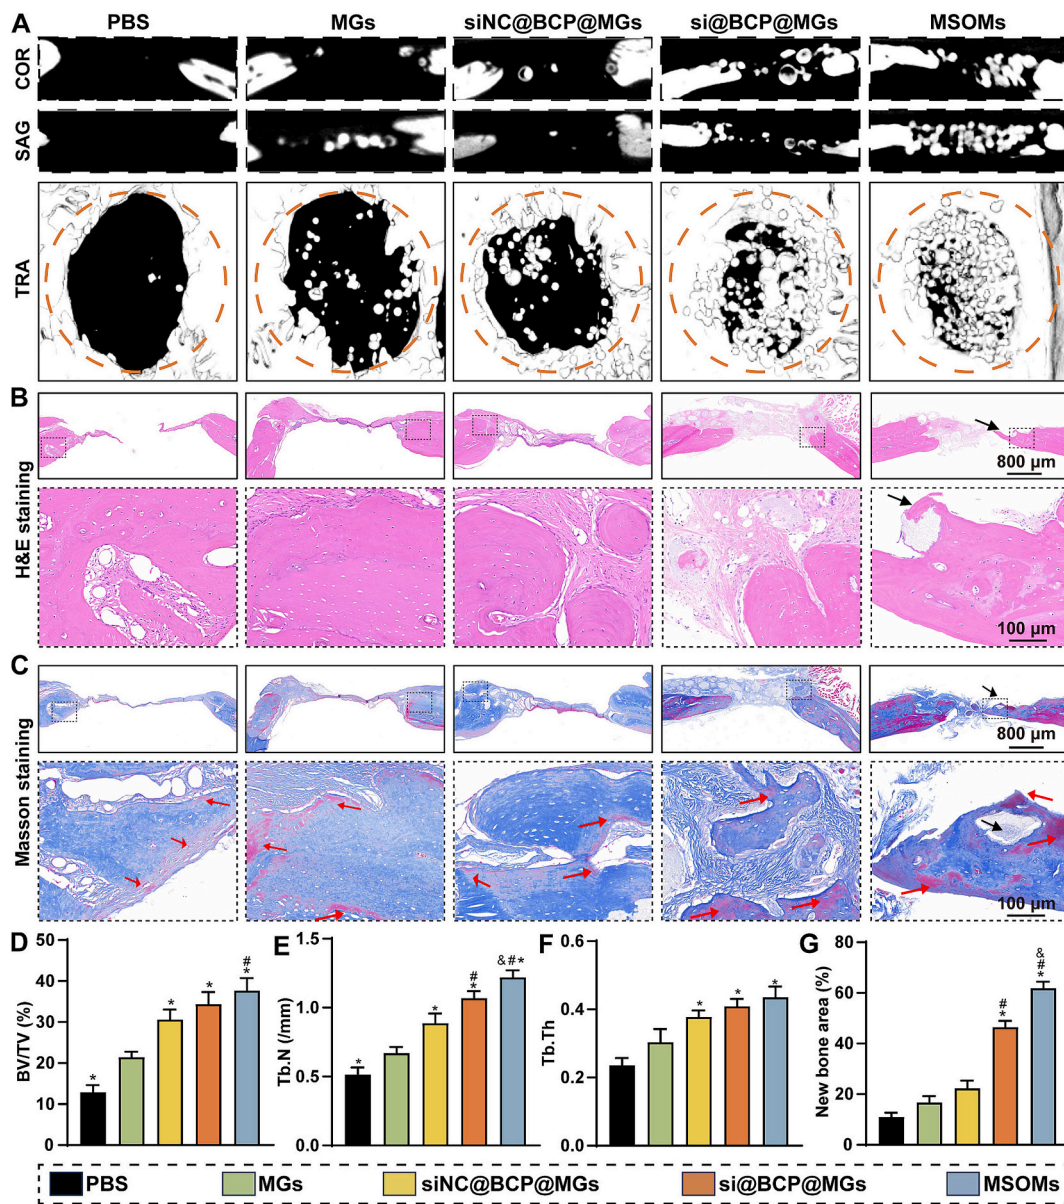 A
PBS
MGs
siNC@BCP@MGs
si@BCP@MGs
MSOMs
COR
SAG
TRA
B
H&E staining
800 µm
100 µm
C
Masson staining
800 µm
100 µm
D
BV/TV (%)
50
40
30
20
10
0
*
*
*
#
*
E
Tb.N (/mm)
1.5
1.0
0.5
0.0
*
*
#
*
&#*
F
Tb.Th
0.6
0.4
0.2
0.0
*
*
*
G
New bone area (%)
80
60
40
20
0
#
*
&
#
*
PBS
MGs
siNC@BCP@MGs
si@BCP@MGs
MSOMs